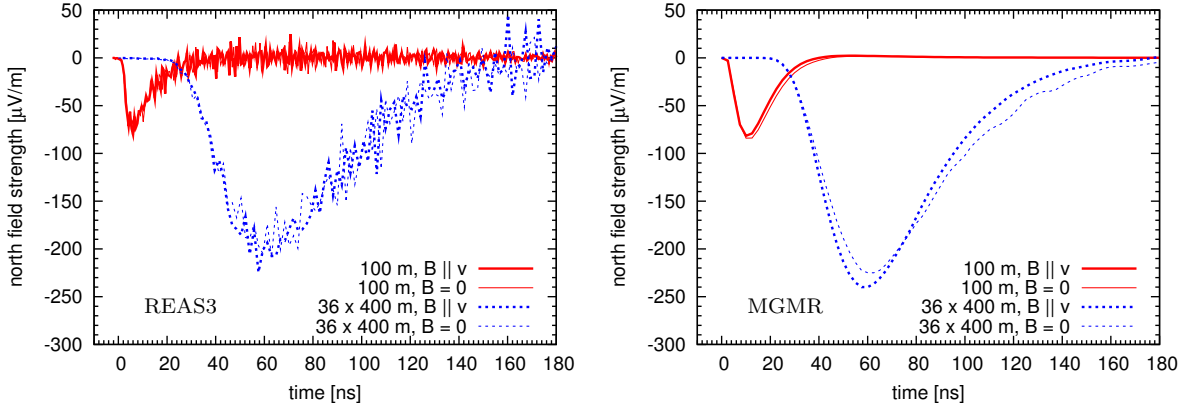 50
0
-50
-100
-150
-200
-250
-300
north field strength [µV/m]
0 20 40 60 80 100 120 140 160 180
time [ns]
REAS3
100 m, B || v
100 m, B = 0
36 x 400 m, B || v
36 x 400 m, B = 0
50
0
-50
-100
-150
-200
-250
-300
north field strength [µV/m]
0 20 40 60 80 100 120 140 160 180
time [ns]
MGMR
100 m, B || v
100 m, B = 0
36 x 400 m, B || v
36 x 400 m, B = 0